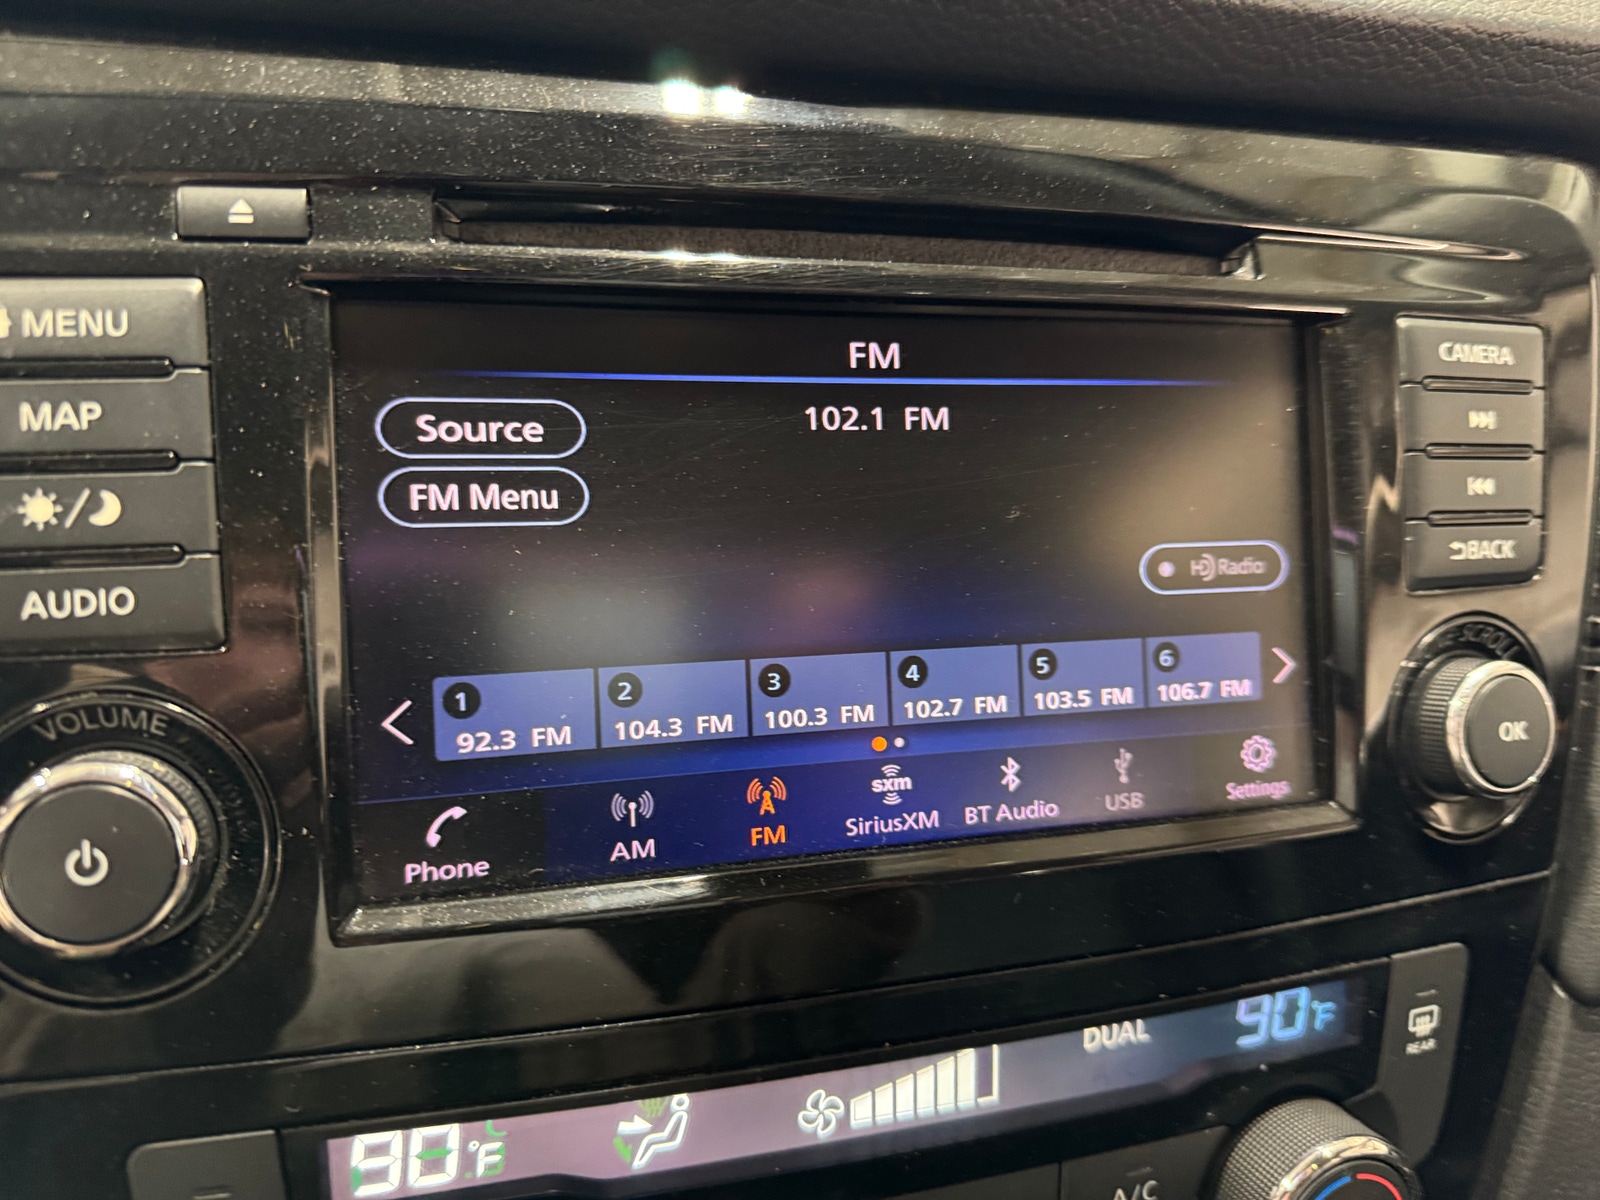 MENU
MAP
AUDIO
VOLUME
FM
102.1 FM
Source
FM Menu
HD Radio
1 92.3 FM
2 104.3 FM
3 100.3 FM
4 102.7 FM
5 103.5 FM
6 106.7 FM
Phone
AM
FM
sxm
SiriusXM
BT Audio
USB
Settings
CAMERA
BACK
SCROLL
OK
90°F
DUAL
90°F
REAR
A/C